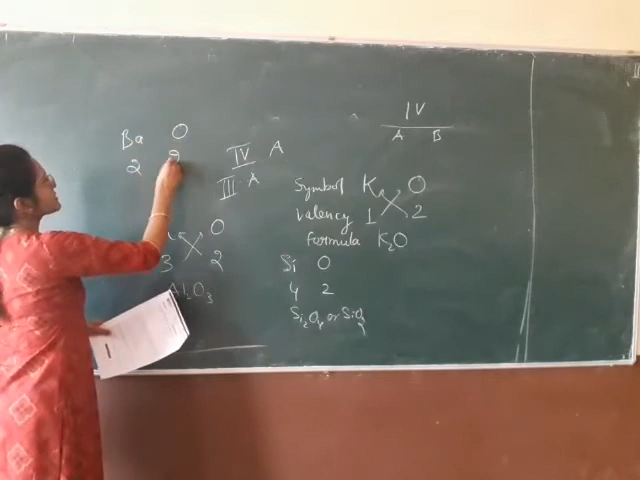 IV
A B
Ba O
2 2
IV A
III A
Symbol K O
Valency 1 2
formula K₂O
O
3 2
Al₂O₃
Si O
4 2
Si₂O₄ or SiO₂